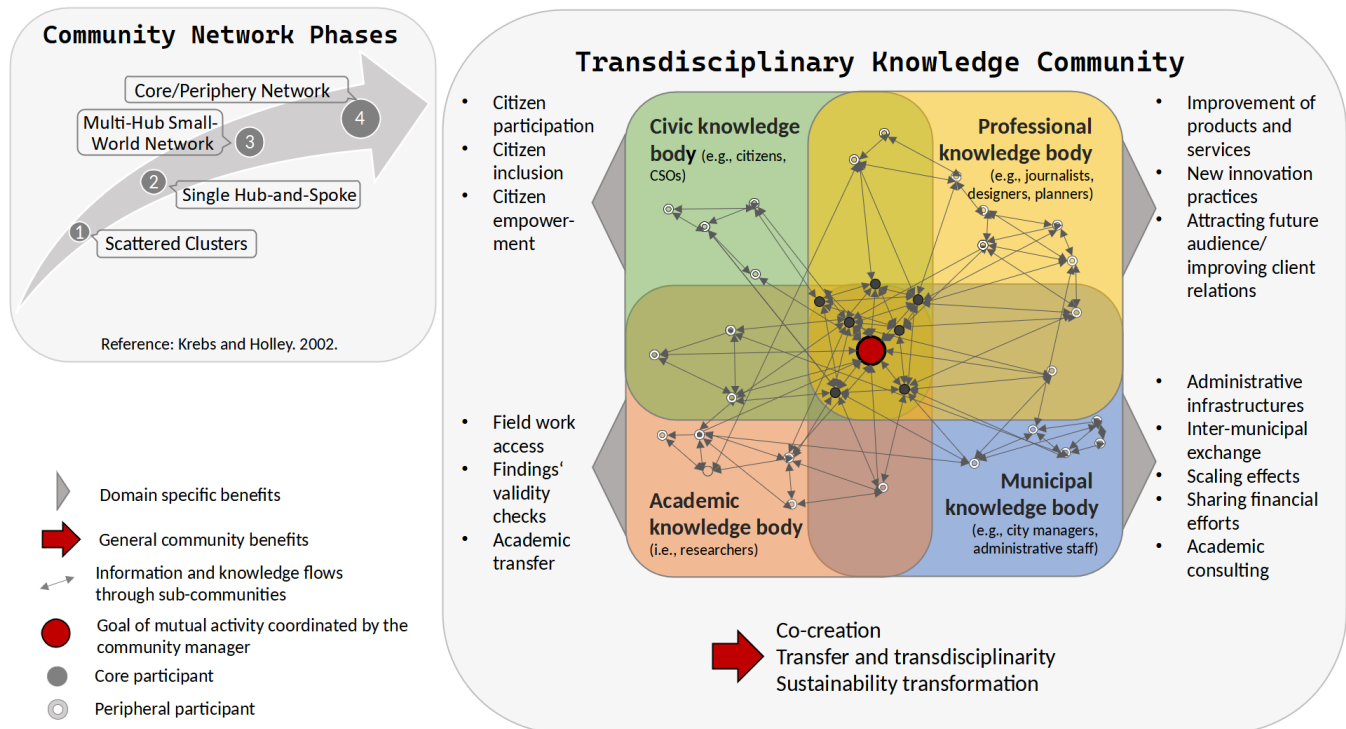 Community Network Phases
Core/Periphery Network
4
Multi-Hub Small-
World Network
3
2
Single Hub-and-Spoke
1
Scattered Clusters
Reference: Krebs and Holley. 2002.
Domain specific benefits
General community benefits
Information and knowledge flows
through sub-communities
Goal of mutual activity coordinated by the
community manager
Core participant
Peripheral participant
Transdisciplinary Knowledge Community
• Citizen
participation
• Citizen
inclusion
• Citizen
empower-
ment
• Field work
access
• Findings‘
validity
checks
• Academic
transfer
Civic knowledge
body (e.g., citizens,
CSOs)
Professional
knowledge body
(e.g., journalists,
designers, planners)
Academic
knowledge body
(i.e., researchers)
Municipal
knowledge body
(e.g., city managers,
administrative staff)
• Improvement of
products and
services
• New innovation
practices
• Attracting future
audience/
improving client
relations
• Administrative
infrastructures
• Inter-municipal
exchange
• Scaling effects
• Sharing financial
efforts
• Academic
consulting
Co-creation
Transfer and transdisciplinarity
Sustainability transformation